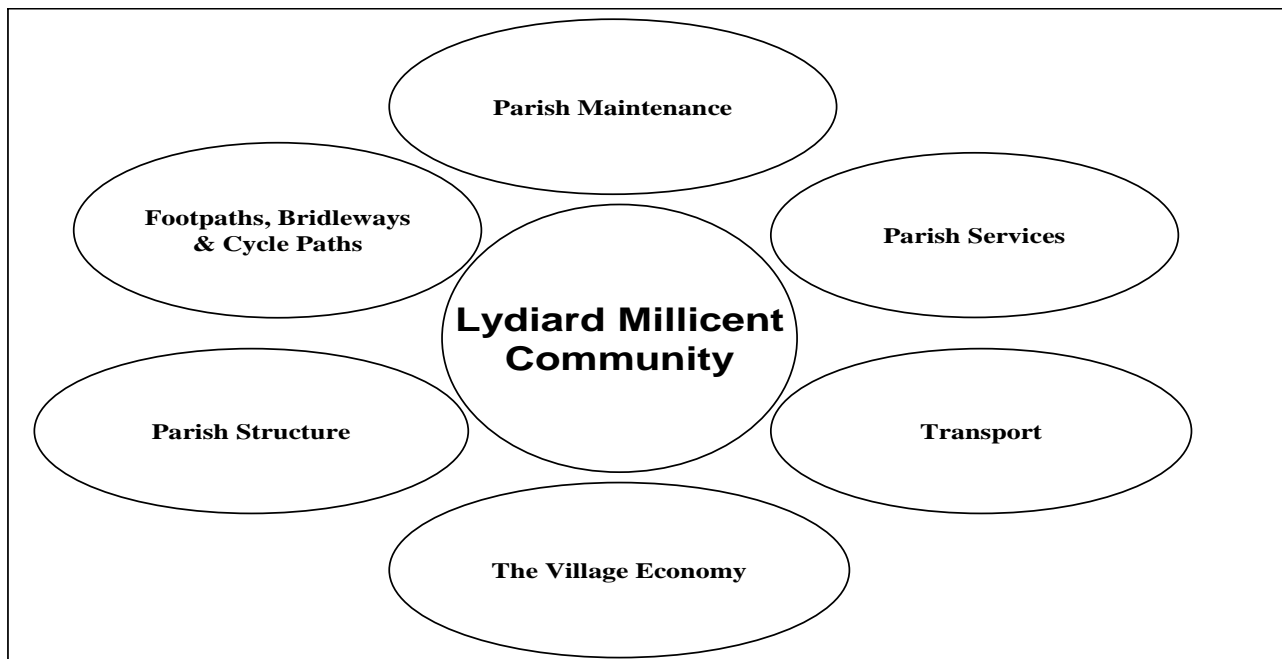 Parish Maintenance
Footpaths, Bridleways
& Cycle Paths
Parish Services
Lydiard Millicent
Community
Parish Structure
Transport
The Village Economy